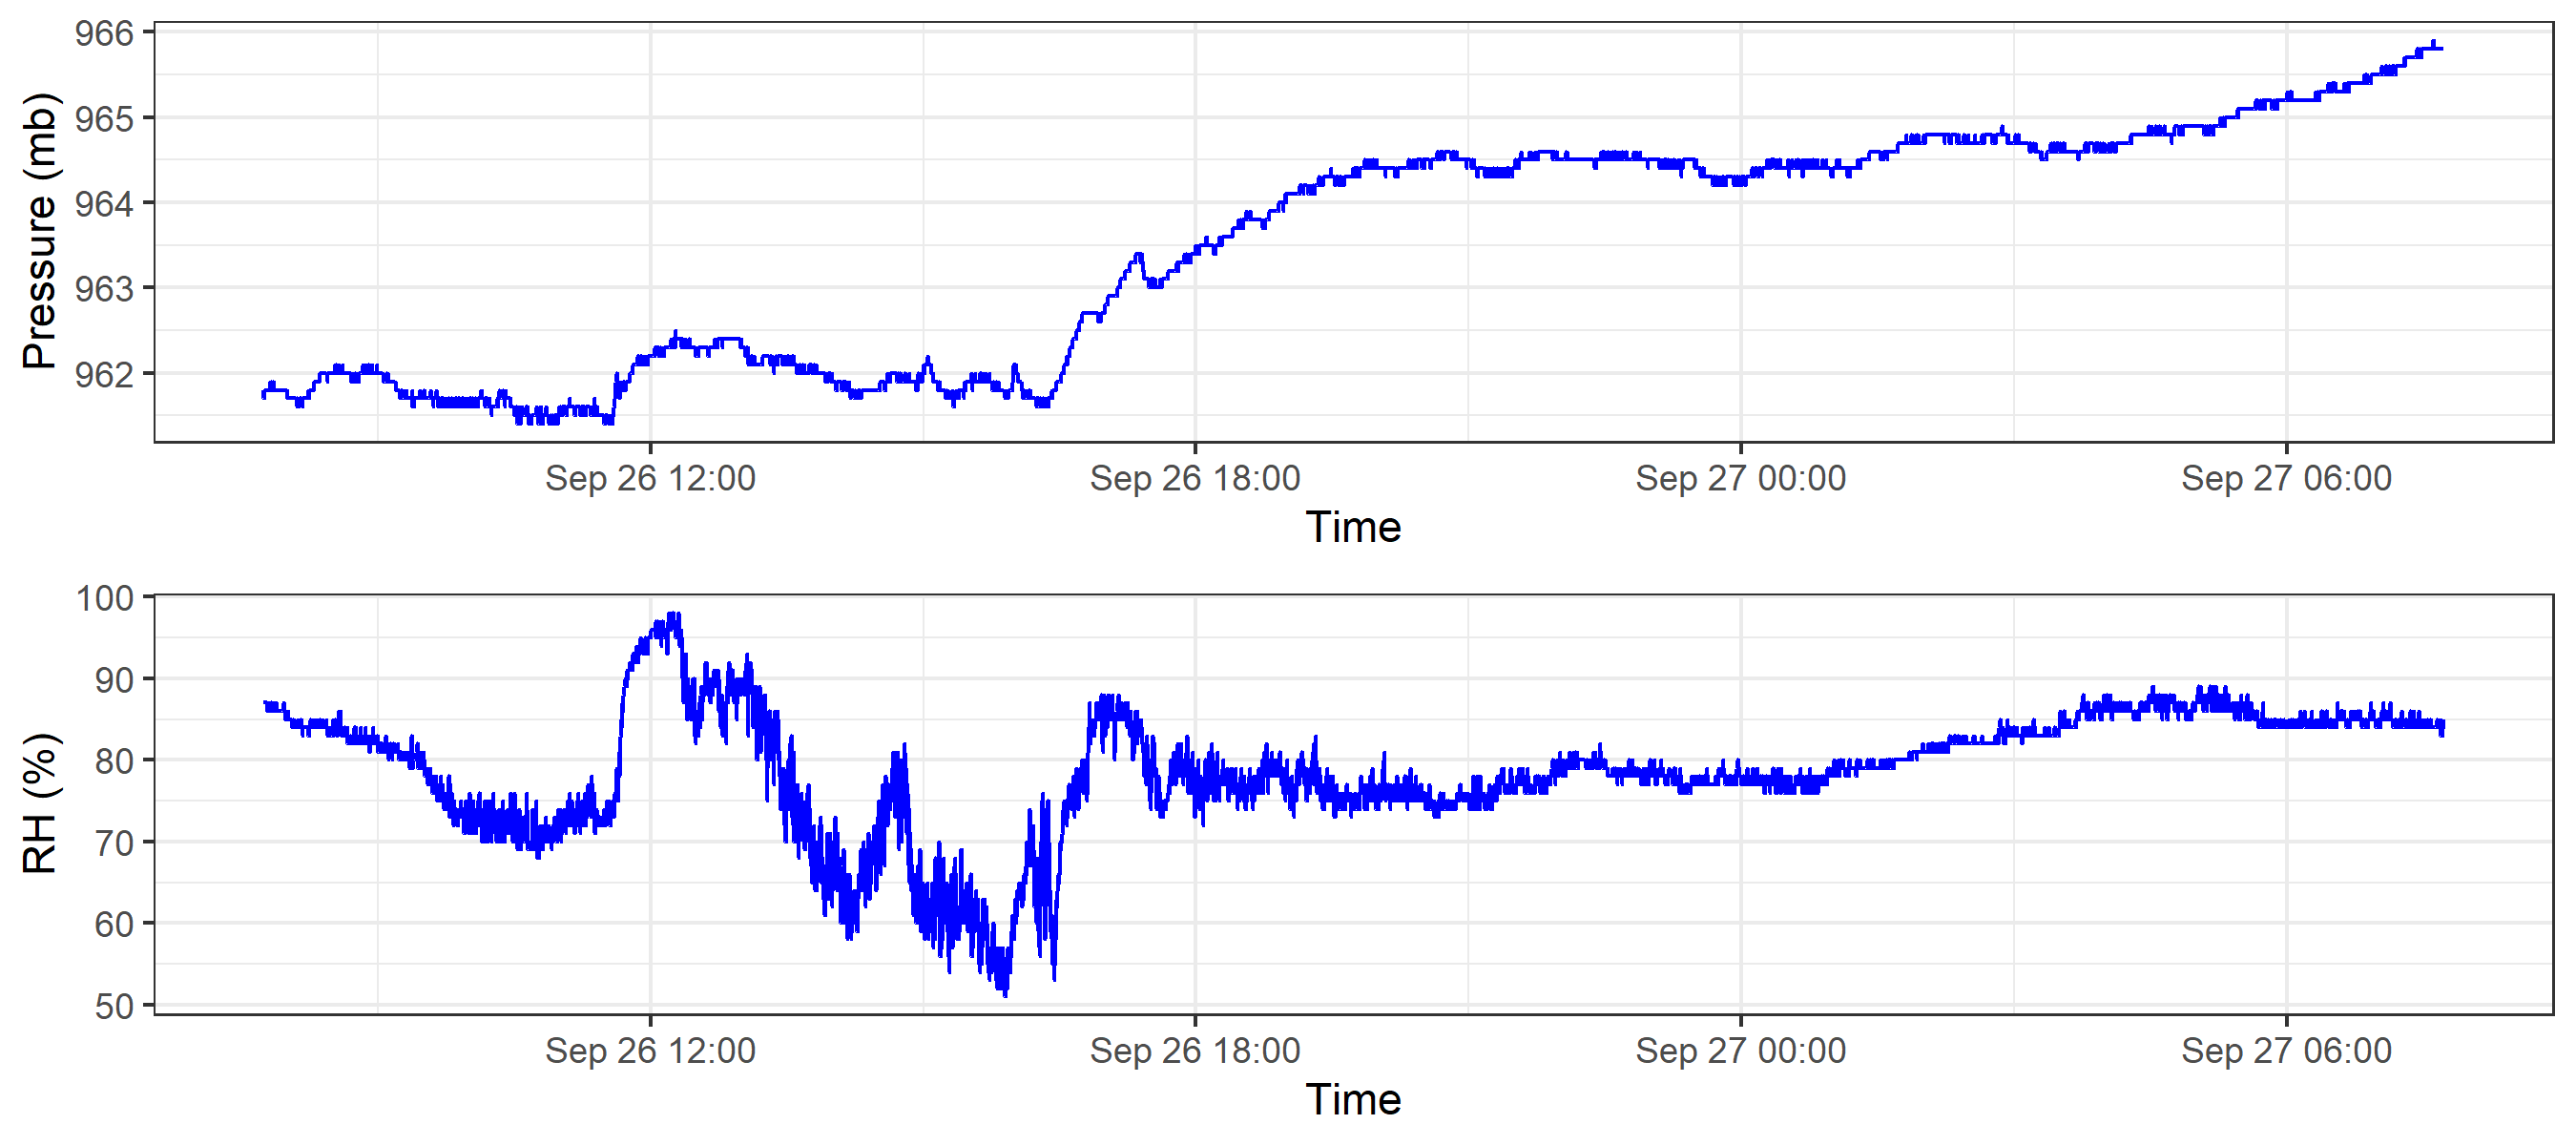 Pressure (mb)
966
965
964
963
962
Sep 26 12:00
Sep 26 18:00
Sep 27 00:00
Sep 27 06:00
Time
RH (%)
100
90
80
70
60
50
Sep 26 12:00
Sep 26 18:00
Sep 27 00:00
Sep 27 06:00
Time